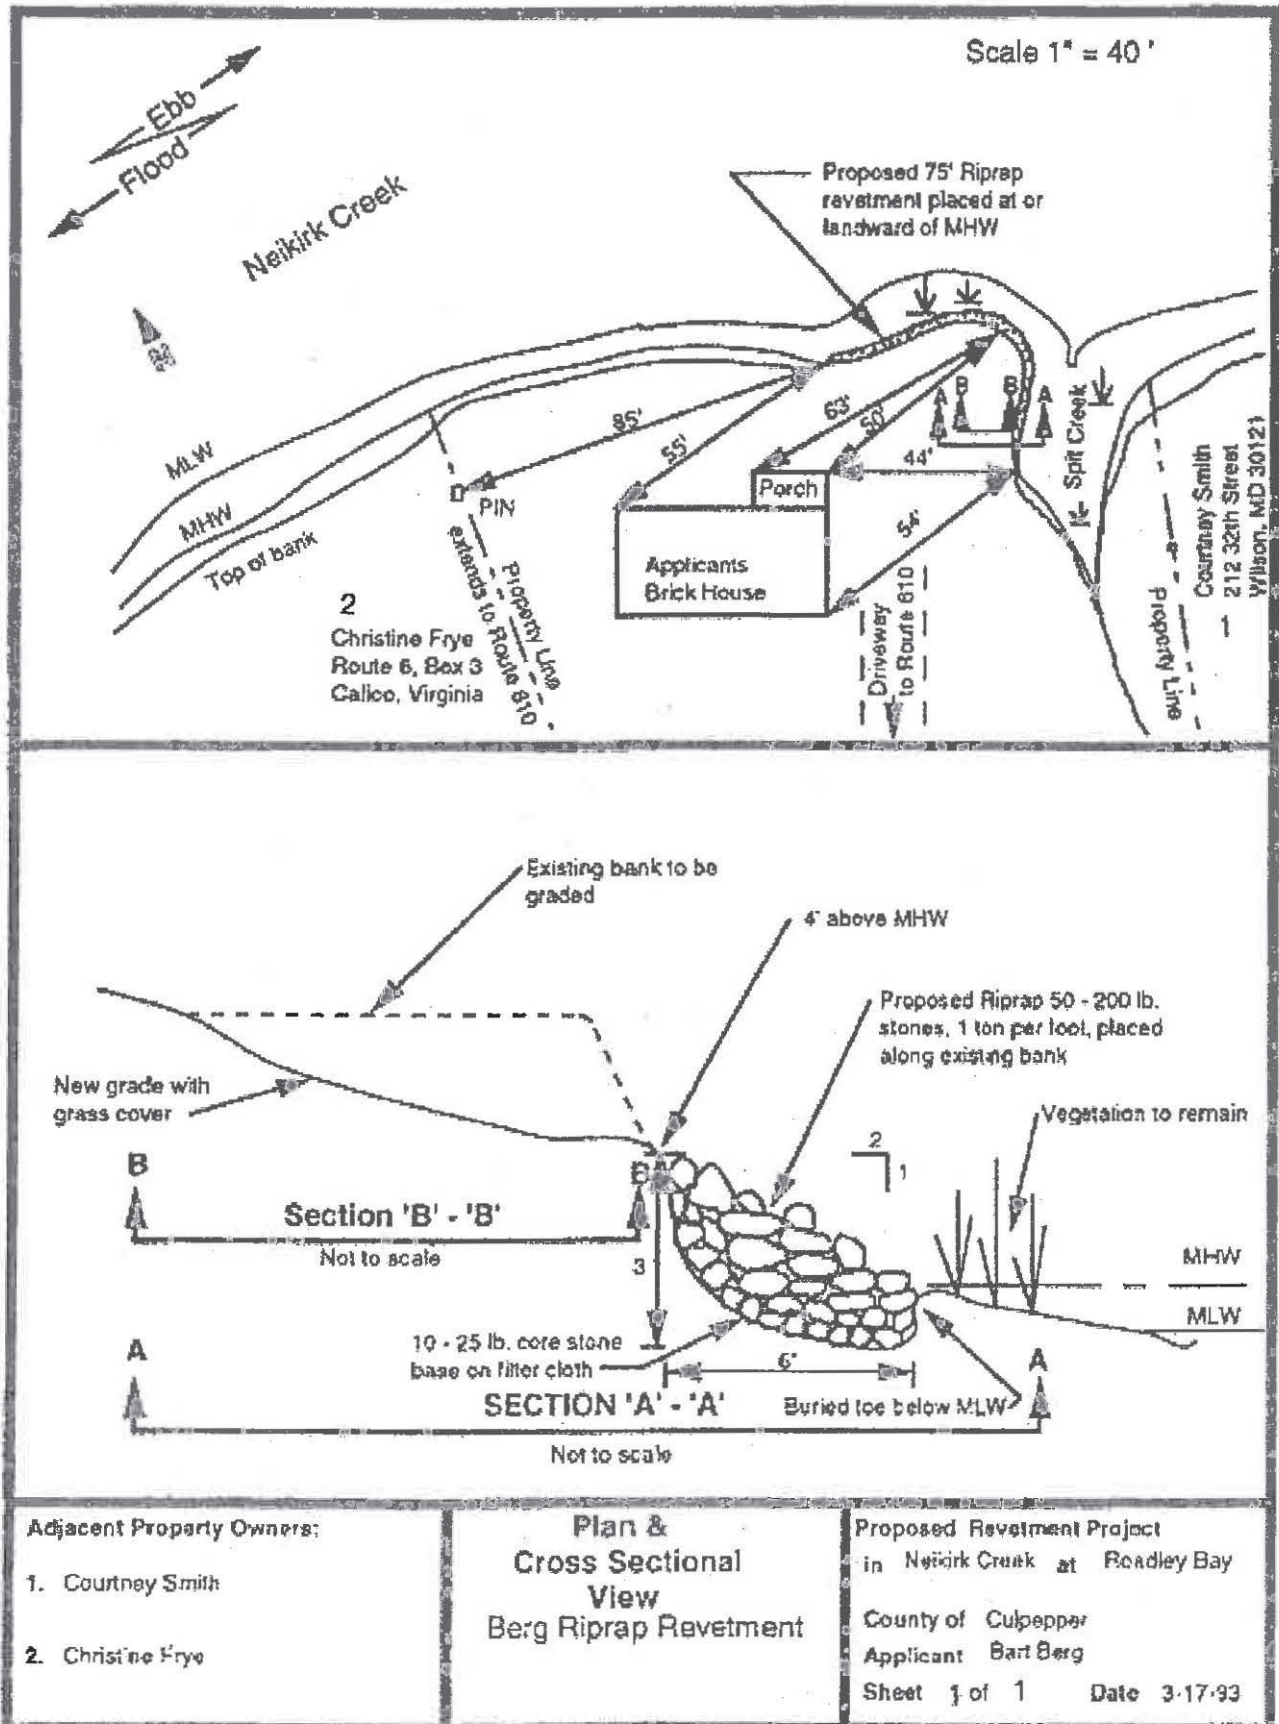 Scale 1" = 40 '
Ebb
Flood
Neikirk Creek
Proposed 75' Riprap
revetment placed at or
landward of MHW
MLW
MHW
Top of bank
85'
55'
63'
50'
44'
54'
PIN
Property Line
extends to Route 610
Porch
Applicants
Brick House
Driveway
to Route 610
A
B
B
A
Spit Creek
Property Line
1
Courtney Smith
212 32th Street
Wilson, MD 30121
2
Christine Frye
Route 6, Box 3
Calico, Virginia
Existing bank to be
graded
4' above MHW
Proposed Riprap 50 - 200 lb.
stones, 1 ton per foot, placed
along existing bank
New grade with
grass cover
Vegetation to remain
2
1
B
B
Section 'B' - 'B'
Not to scale
3
MHW
MLW
10 - 25 lb. core stone
base on filter cloth
6'
Buried toe below MLW
A
A
SECTION 'A' - 'A'
Not to scale
Adjacent Property Owners:
1. Courtney Smith
2. Christine Frye
Plan &
Cross Sectional
View
Berg Riprap Revetment
Proposed Revetment Project
in Neikirk Creek at Roadley Bay
County of Culpepper
Applicant Bart Berg
Sheet 1 of 1 Date 3-17-93